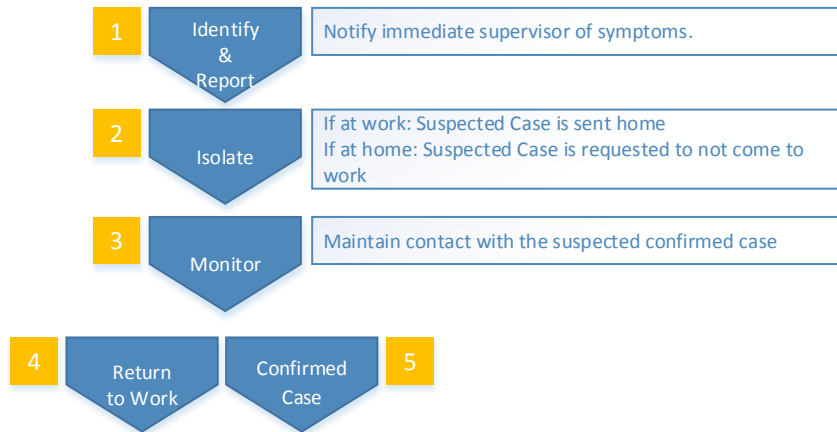 1
Identify
&
Report
Notify immediate supervisor of symptoms.
2
Isolate
If at work: Suspected Case is sent home
If at home: Suspected Case is requested to not come to
work
3
Monitor
Maintain contact with the suspected confirmed case
4
Return
to Work
Confirmed
Case
5